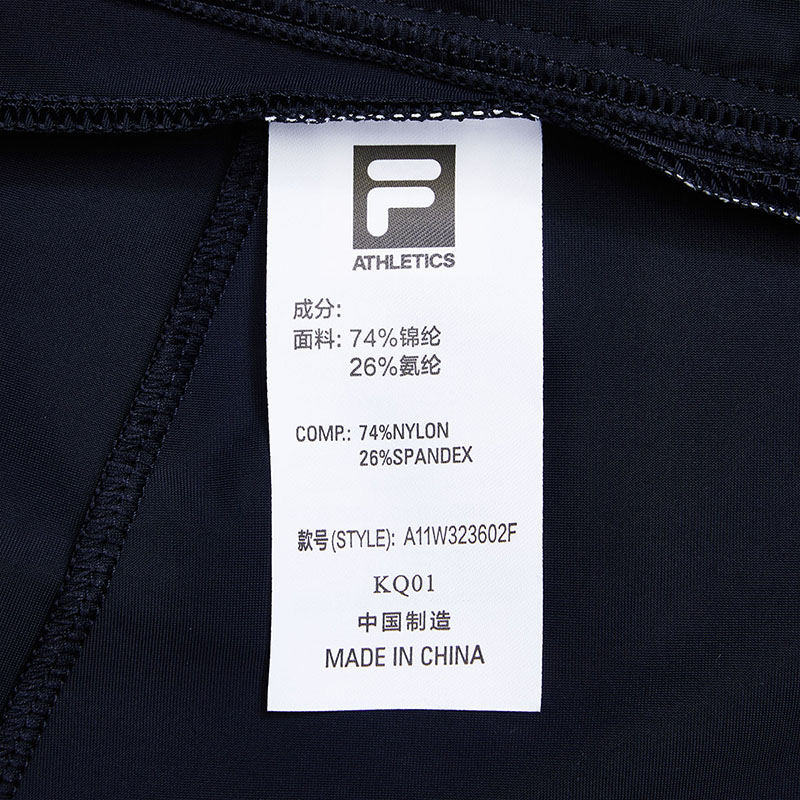 F
ATHLETICS
成分:
面料: 74%锦纶
26%氨纶
COMP.: 74%NYLON
26%SPANDEX
款号(STYLE): A11W323602F
KQ01
中国制造
MADE IN CHINA